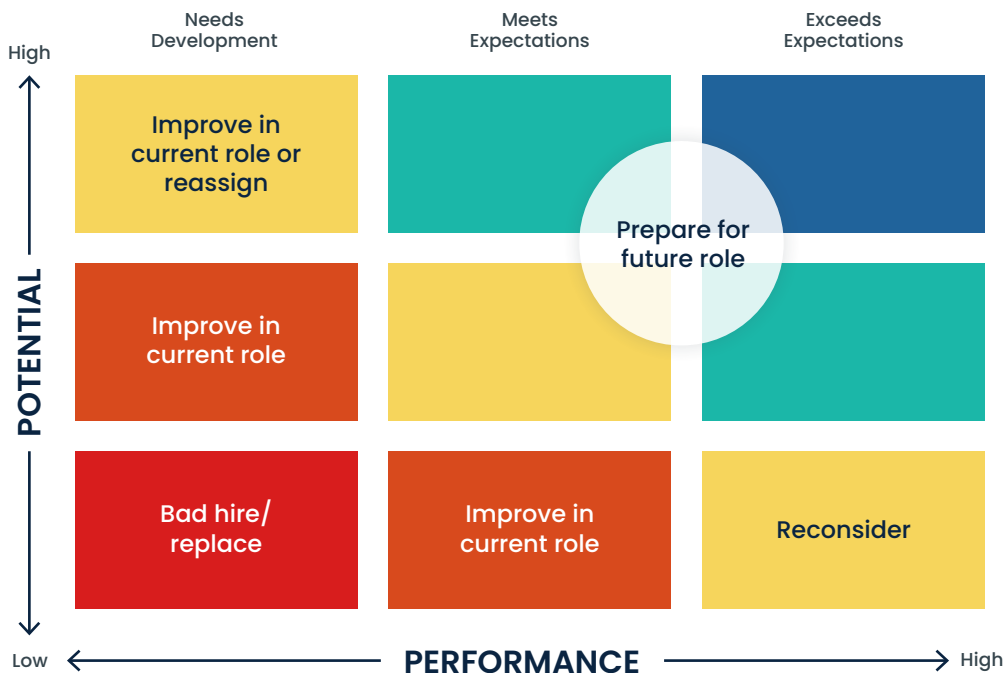 Needs
Development
Meets
Expectations
Exceeds
Expectations
High
Improve in
current role or
reassign
Prepare for
future role
POTENTIAL
Improve in
current role
Bad hire/
replace
Improve in
current role
Reconsider
Low
PERFORMANCE
High